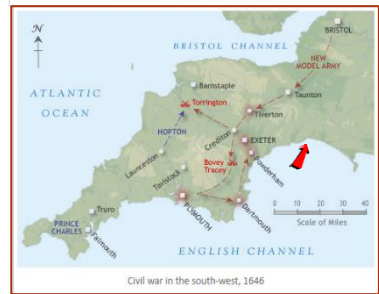 N
BRISTOL
BRISTOL CHANNEL
NEW
MODEL ARMY
Barnstaple
Taunton
ATLANTIC
OCEAN
Torrington
Tiverton
HOPTON
Crediton
EXETER
Launceston
Bovey
Tracey
Powderham
Tavistock
PLYMOUTH
Dartmouth
Truro
PRINCE
CHARLES
Falmouth
0 10 20 30 40
Scale of Miles
ENGLISH CHANNEL
Civil war in the south-west, 1646